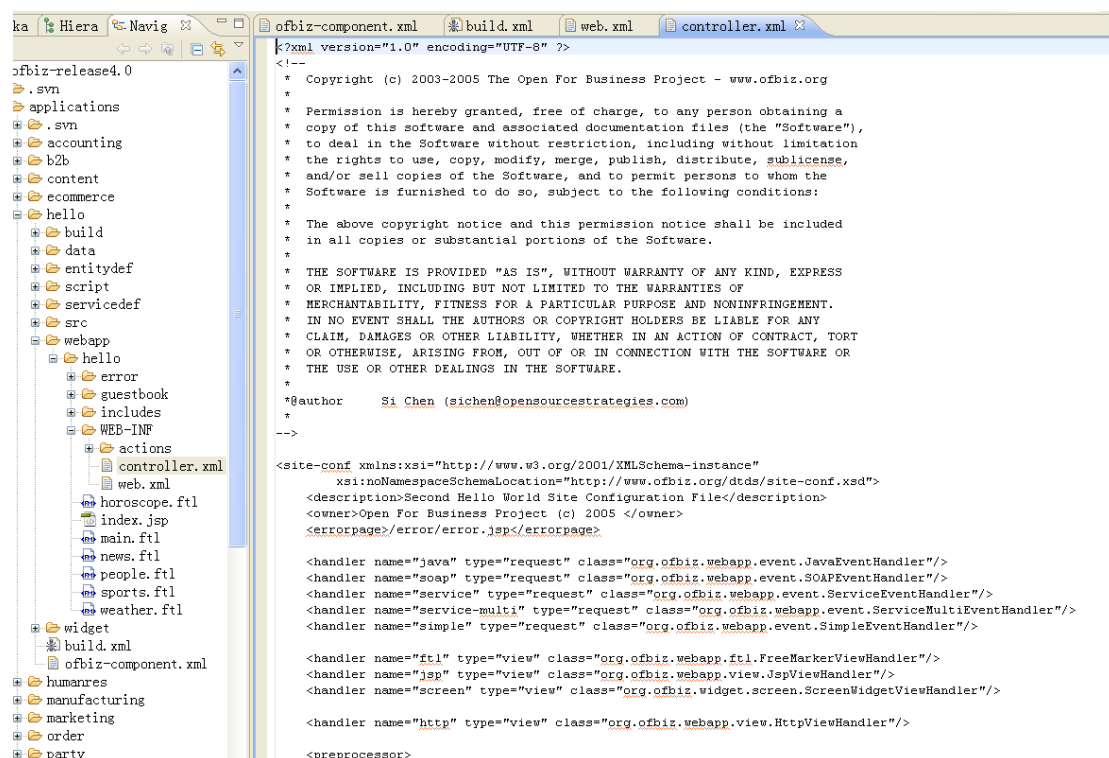 ka Hiera Navig
ofbiz-release4.0
.svn
applications
.svn
accounting
b2b
content
ecommerce
hello
build
data
entitydef
script
servicedef
src
webapp
hello
error
guestbook
includes
WEB-INF
actions
controller.xml
web.xml
horoscope.ftl
index.jsp
main.ftl
news.ftl
people.ftl
sports.ftl
weather.ftl
widget
build.xml
ofbiz-component.xml
humanres
manufacturing
marketing
order
party
ofbiz-component.xml build.xml web.xml controller.xml
<?xml version="1.0" encoding="UTF-8" ?>
<!--
* Copyright (c) 2003-2005 The Open For Business Project - www.ofbiz.org
*
* Permission is hereby granted, free of charge, to any person obtaining a
* copy of this software and associated documentation files (the "Software"),
* to deal in the Software without restriction, including without limitation
* the rights to use, copy, modify, merge, publish, distribute, sublicense,
* and/or sell copies of the Software, and to permit persons to whom the
* Software is furnished to do so, subject to the following conditions:
*
* The above copyright notice and this permission notice shall be included
* in all copies or substantial portions of the Software.
*
* THE SOFTWARE IS PROVIDED "AS IS", WITHOUT WARRANTY OF ANY KIND, EXPRESS
* OR IMPLIED, INCLUDING BUT NOT LIMITED TO THE WARRANTIES OF
* MERCHANTABILITY, FITNESS FOR A PARTICULAR PURPOSE AND NONINFRINGEMENT.
* IN NO EVENT SHALL THE AUTHORS OR COPYRIGHT HOLDERS BE LIABLE FOR ANY
* CLAIM, DAMAGES OR OTHER LIABILITY, WHETHER IN AN ACTION OF CONTRACT, TORT
* OR OTHERWISE, ARISING FROM, OUT OF OR IN CONNECTION WITH THE SOFTWARE OR
* THE USE OR OTHER DEALINGS IN THE SOFTWARE.
*
*@author Si Chen (sichen@opensourcestrategies.com)
*
-->
<site-conf xmlns:xsi="http://www.w3.org/2001/XMLSchema-instance"
xsi:noNamespaceSchemaLocation="http://www.ofbiz.org/dtds/site-conf.xsd">
<description>Second Hello World Site Configuration File</description>
<owner>Open For Business Project (c) 2005 </owner>
<errorpage>/error/error.jsp</errorpage>
<handler name="java" type="request" class="org.ofbiz.webapp.event.JavaEventHandler"/>
<handler name="soap" type="request" class="org.ofbiz.webapp.event.SOAPEventHandler"/>
<handler name="service" type="request" class="org.ofbiz.webapp.event.ServiceEventHandler"/>
<handler name="service-multi" type="request" class="org.ofbiz.webapp.event.ServiceMultiEventHandler"/>
<handler name="simple" type="request" class="org.ofbiz.webapp.event.SimpleEventHandler"/>
<handler name="ftl" type="view" class="org.ofbiz.webapp.ftl.FreeMarkerViewHandler"/>
<handler name="jsp" type="view" class="org.ofbiz.webapp.view.JspViewHandler"/>
<handler name="screen" type="view" class="org.ofbiz.widget.screen.ScreenWidgetViewHandler"/>
<handler name="http" type="view" class="org.ofbiz.webapp.view.HttpViewHandler"/>
<preprocessor>